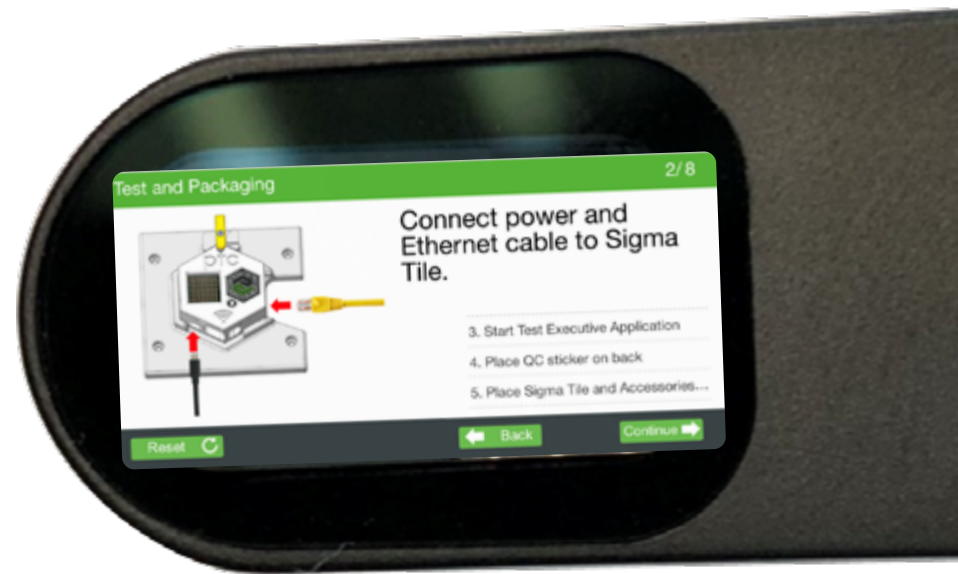 Test and Packaging
2/8
Connect power and
Ethernet cable to Sigma
Tile.
3. Start Test Executive Application
4. Place QC sticker on back
5. Place Sigma Tile and Accessories...
Reset
Back
Continue